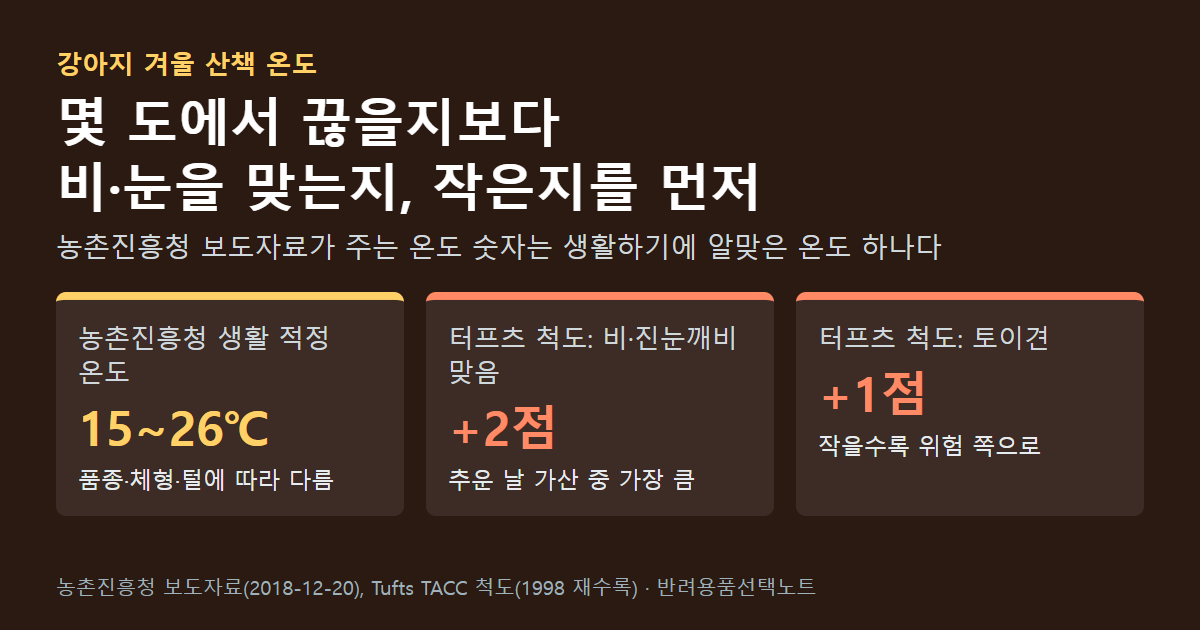 강아지 겨울 산책 온도
몇 도에서 끊을지보다
비·눈을 맞는지, 작은지를 먼저
농촌진흥청 보도자료가 주는 온도 숫자는 생활하기에 알맞은 온도 하나다
농촌진흥청 생활 적정
온도
15~26℃
품종·체형·털에 따라 다름
터프츠 척도: 비·진눈깨비
맞음
+2점
추운 날 가산 중 가장 큼
터프츠 척도: 토이견
+1점
작을수록 위험 쪽으로
농촌진흥청 보도자료(2018-12-20), Tufts TACC 척도(1998 재수록) · 반려용품선택노트